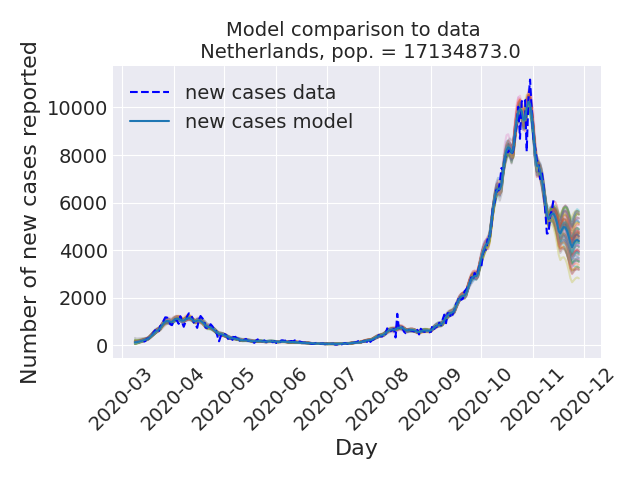 Model comparison to data
Netherlands, pop. = 17134873.0
new cases data
new cases model
Number of new cases reported
10000
8000
6000
4000
2000
0
2020-03
2020-04
2020-05
2020-06
2020-07
2020-08
2020-09
2020-10
2020-11
2020-12
Day